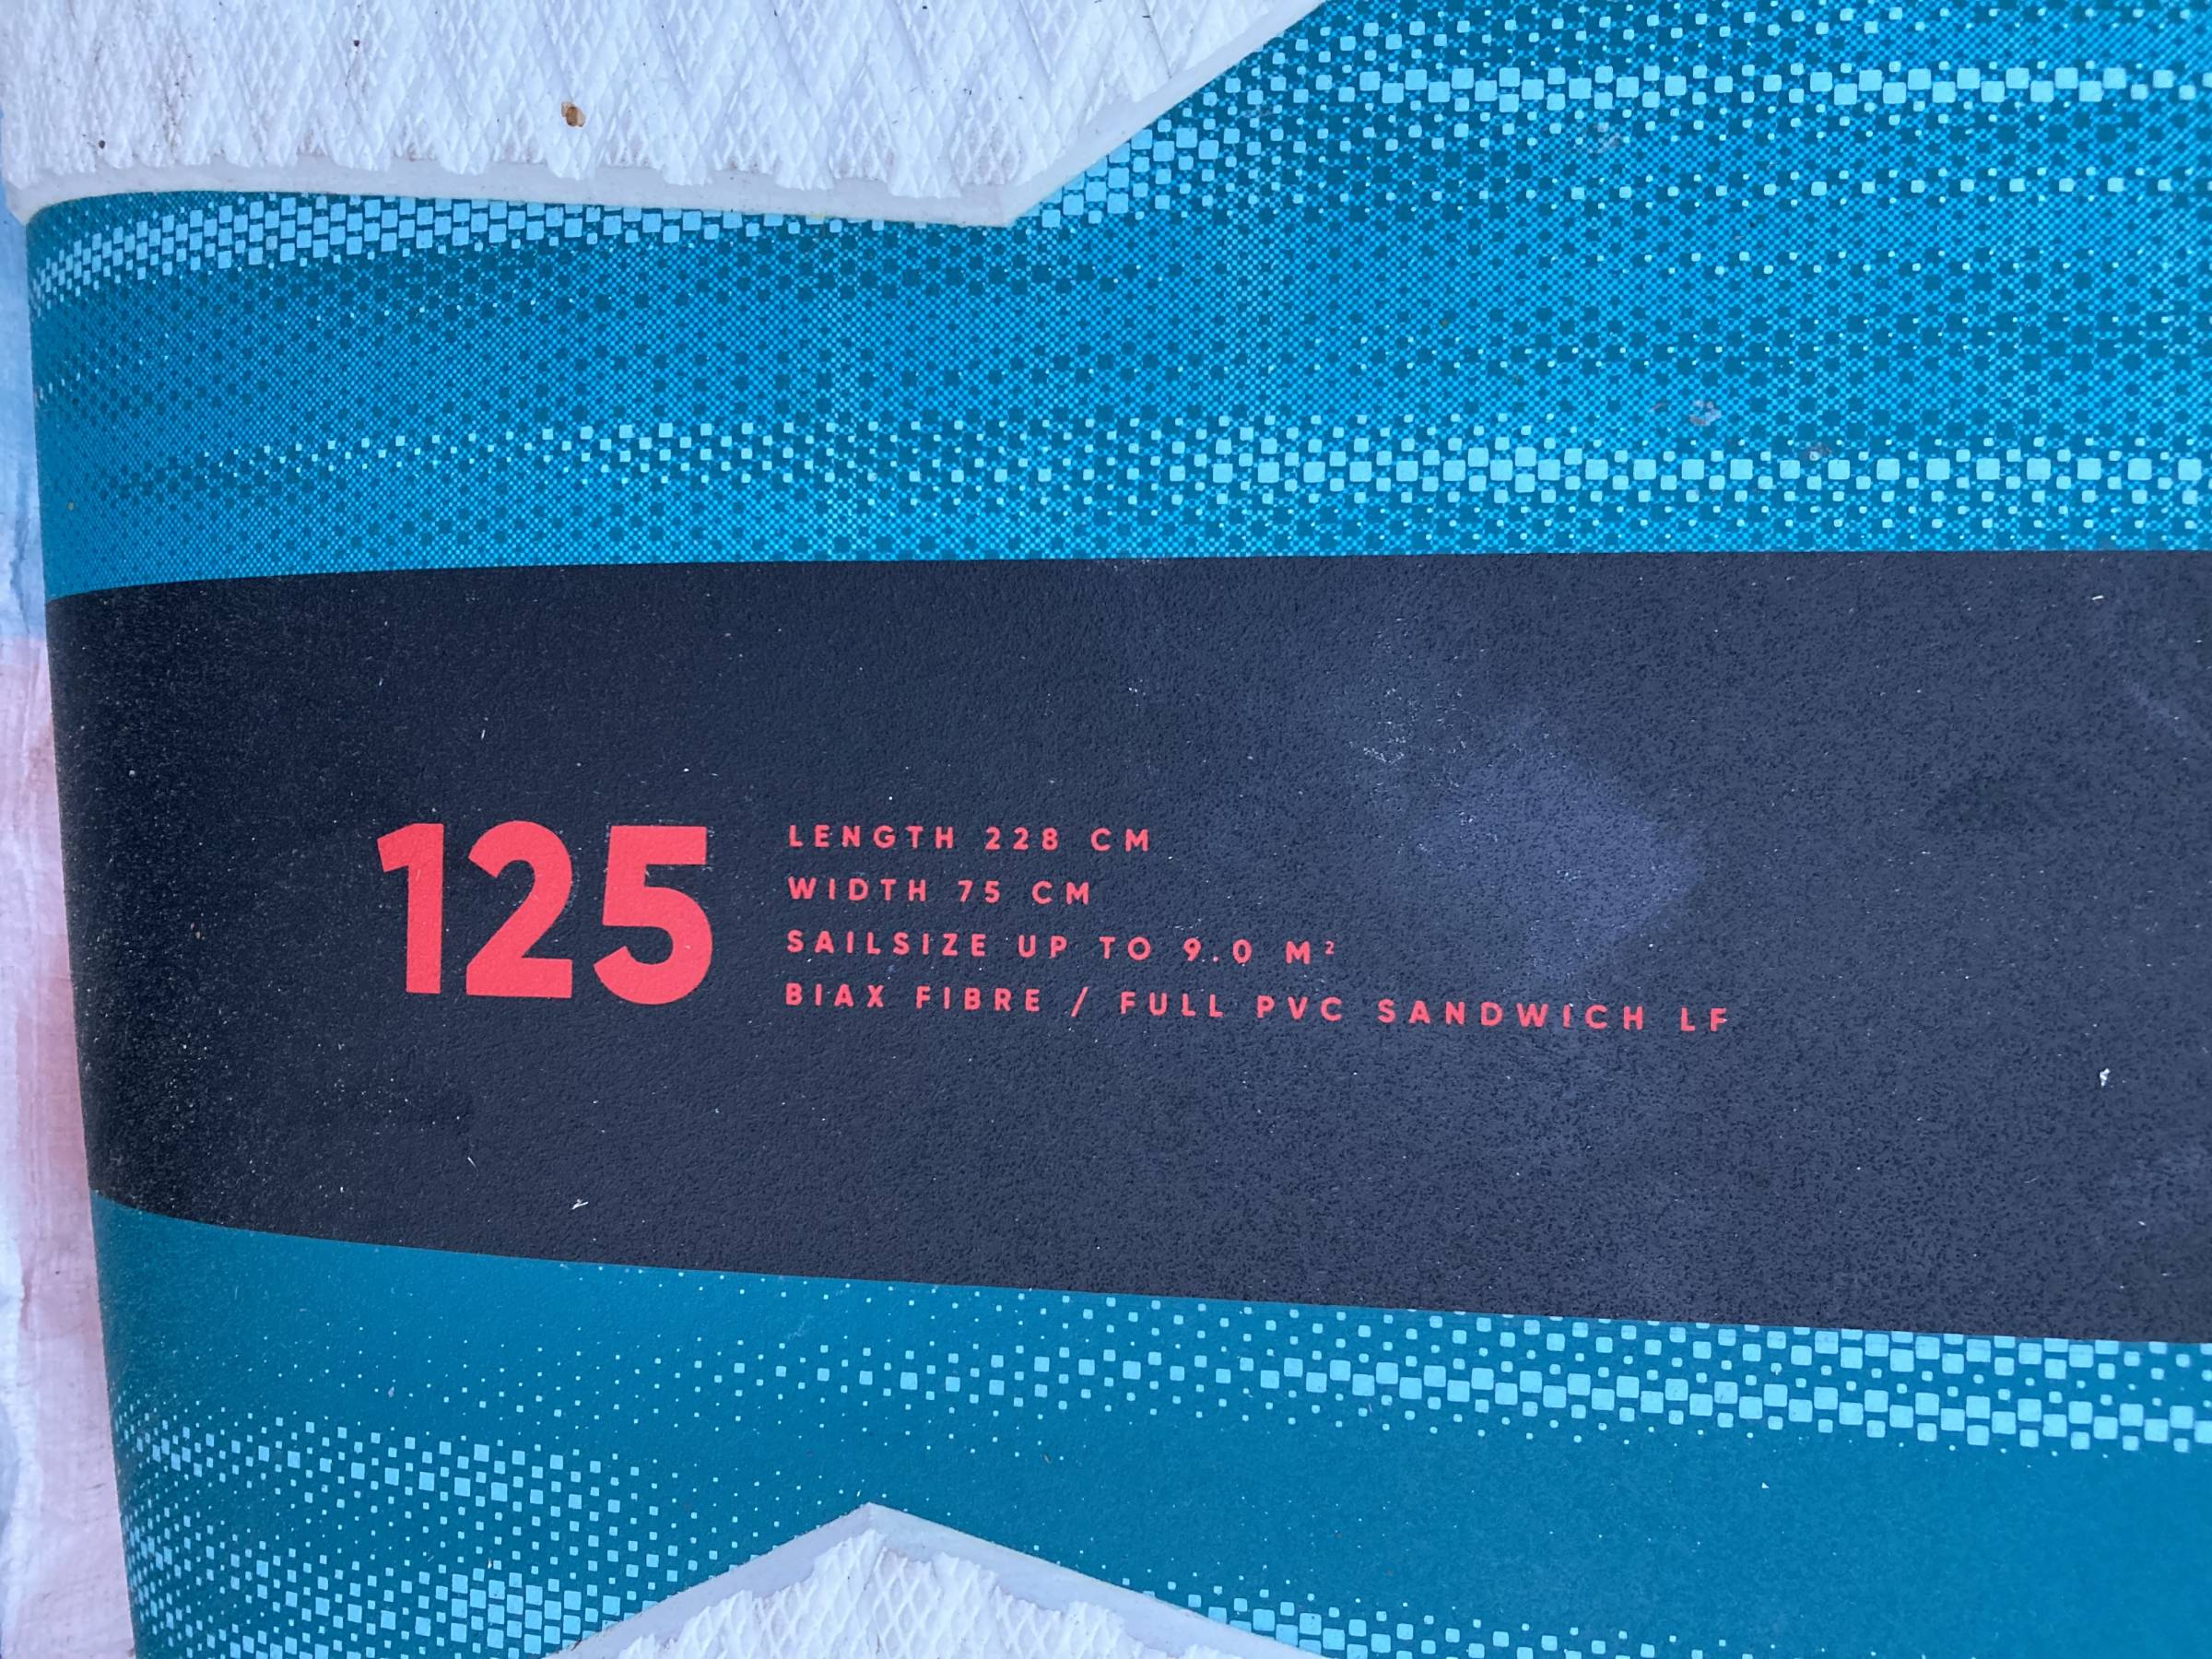 125
LENGTH 228 CM
WIDTH 75 CM
SAILSIZE UP TO 9.0 M²
BIAX FIBRE / FULL PVC SANDWICH LF